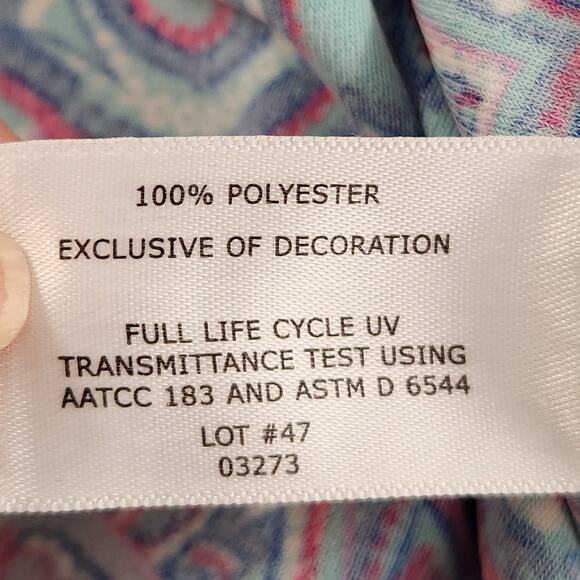 100% POLYESTER
EXCLUSIVE OF DECORATION
FULL LIFE CYCLE UV
TRANSMITTANCE TEST USING
AATCC 183 AND ASTM D 6544
LOT #47
03273